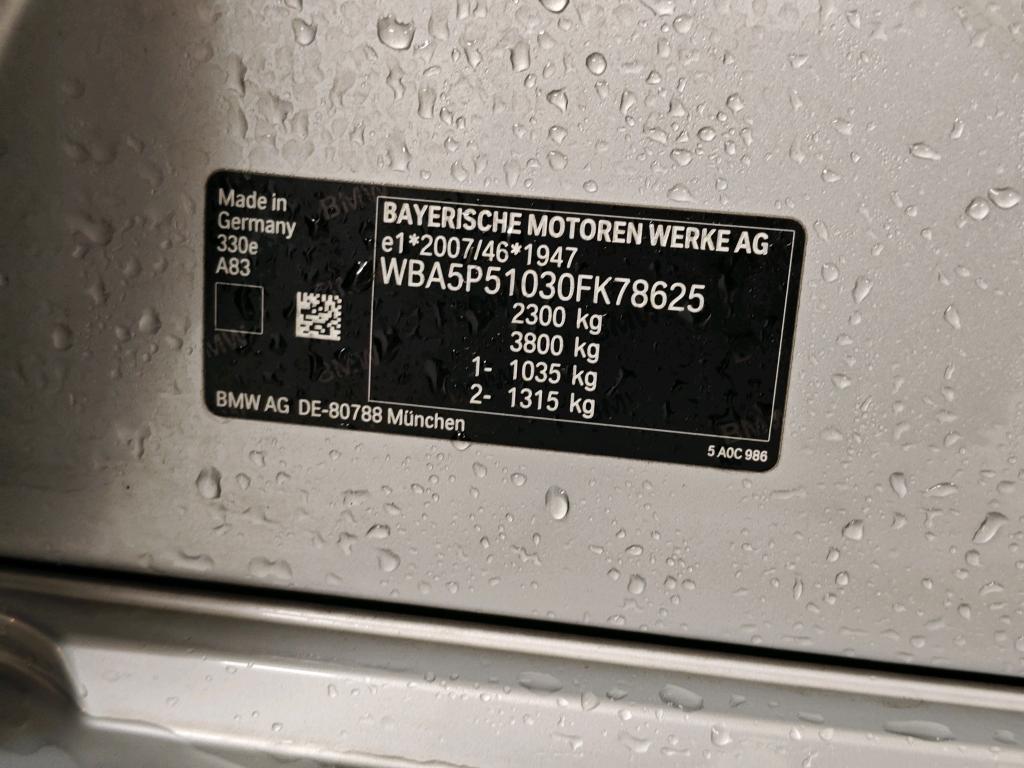 Made in
Germany
330e
A83
BMW AG DE-80788 München
BAYERISCHE MOTOREN WERKE AG
e1*2007/46*1947
WBA5P51030FK78625
2300 kg
3800 kg
1- 1035 kg
2- 1315 kg
5 A0C 986